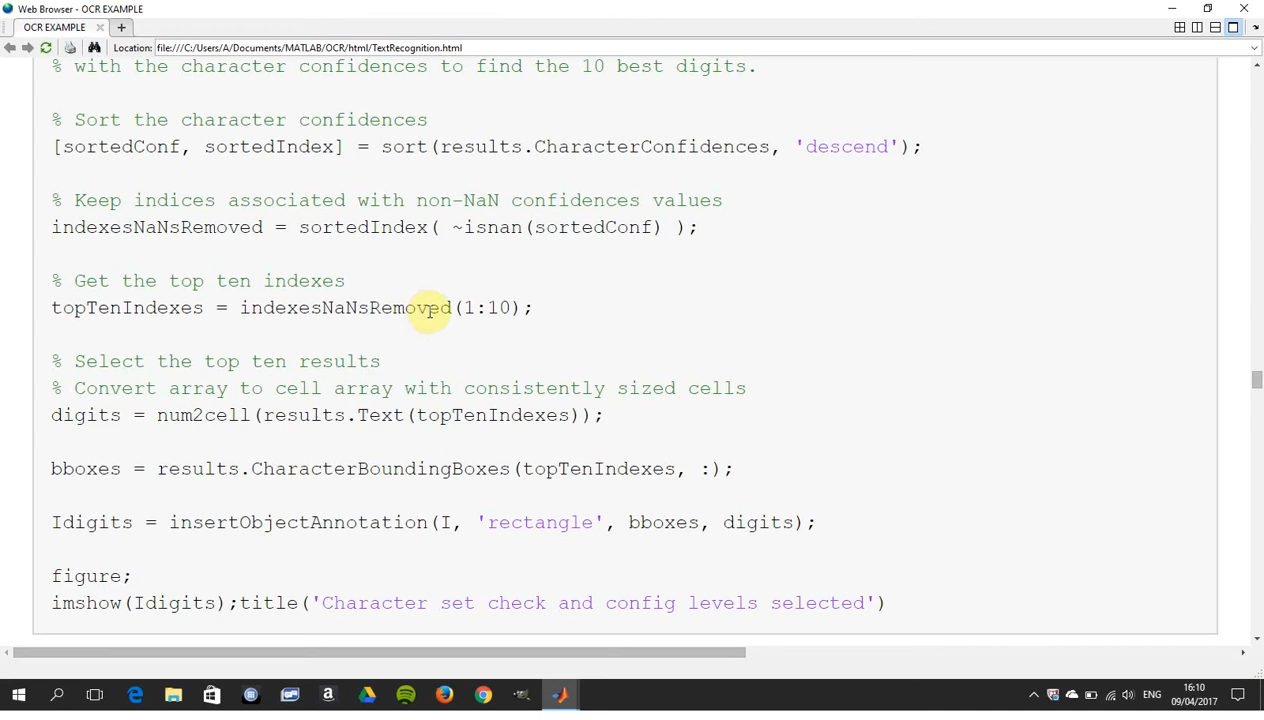 Web Browser - OCR EXAMPLE
OCR EXAMPLE
Location: file:///C:/Users/A/Documents/MATLAB/OCR/html/TextRecognition.html
% with the character confidences to find the 10 best digits.
% Sort the character confidences
[sortedConf, sortedIndex] = sort(results.CharacterConfidences, 'descend');
% Keep indices associated with non-NaN confidences values
indexesNaNsRemoved = sortedIndex( ~isnan(sortedConf) );
% Get the top ten indexes
topTenIndexes = indexesNaNsRemoved(1:10);
% Select the top ten results
% Convert array to cell array with consistently sized cells
digits = num2cell(results.Text(topTenIndexes));
bboxes = results.CharacterBoundingBoxes(topTenIndexes, :);
Idigits = insertObjectAnnotation(I, 'rectangle', bboxes, digits);
figure;
imshow(Idigits);title('Character set check and config levels selected')
ENG
16:10
09/04/2017